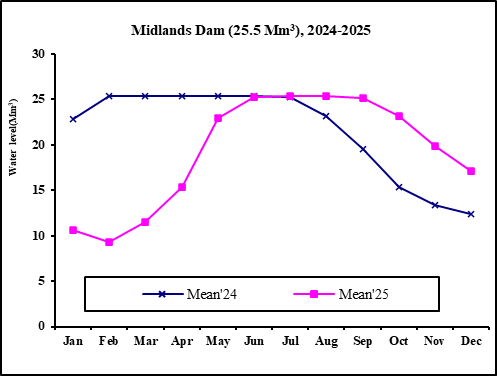 Midlands Dam (25.5 Mm³), 2024-2025
Water level(Mm³)
30
25
20
15
10
5
0
Mean'24 Mean'25
Jan Feb Mar Apr May Jun Jul Aug Sep Oct Nov Dec